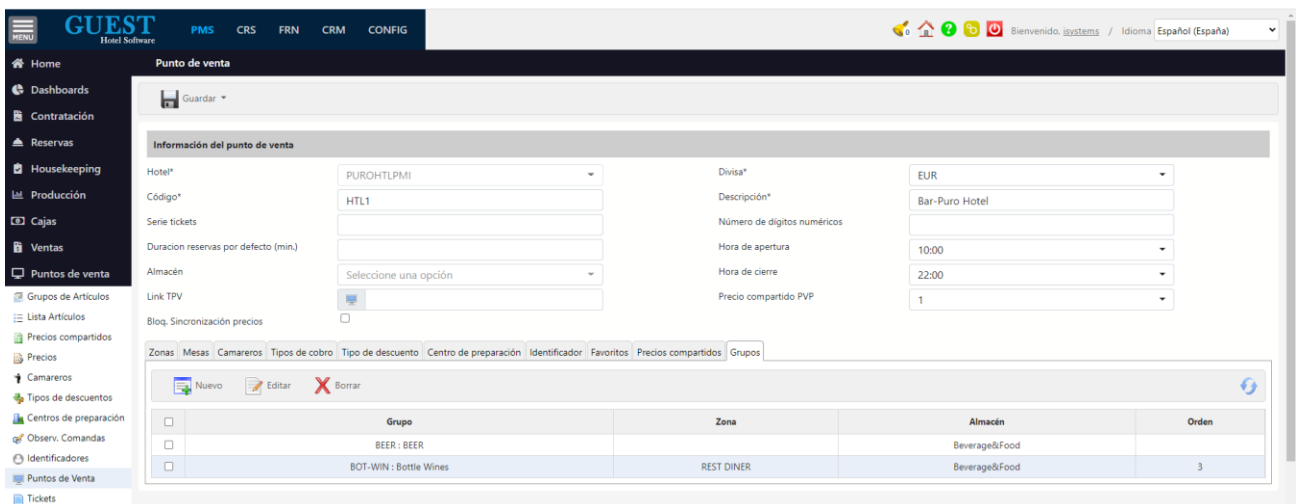 MENU
GUEST
Hotel Software
PMS CRS FRN CRM CONFIG
0
Bienvenido, isystems / Idioma Español (España)
Home
Dashboards
Contratación
Reservas
Housekeeping
Producción
Cajas
Ventas
Puntos de venta
Grupos de Artículos
Lista Artículos
Precios compartidos
Precios
Camareros
Tipos de descuentos
Centros de preparación
Observ. Comandas
Identificadores
Puntos de Venta
Tickets
Punto de venta
Guardar
Información del punto de venta
Hotel* PUROHTLPMI Divisa* EUR
Código* HTL1 Descripción* Bar-Puro Hotel
Serie tickets Número de dígitos numéricos
Duracion reservas por defecto (min.) Hora de apertura 10:00
Almacén Seleccione una opción Hora de cierre 22:00
Link TPV Precio compartido PVP 1
Bloq. Sincronización precios
Zonas Mesas Camareros Tipos de cobro Tipo de descuento Centro de preparación Identificador Favoritos Precios compartidos Grupos
Nuevo Editar Borrar
Grupo Zona Almacén Orden
BEER : BEER Beverage&Food
BOT-WIN : Bottle Wines REST DINER Beverage&Food 3